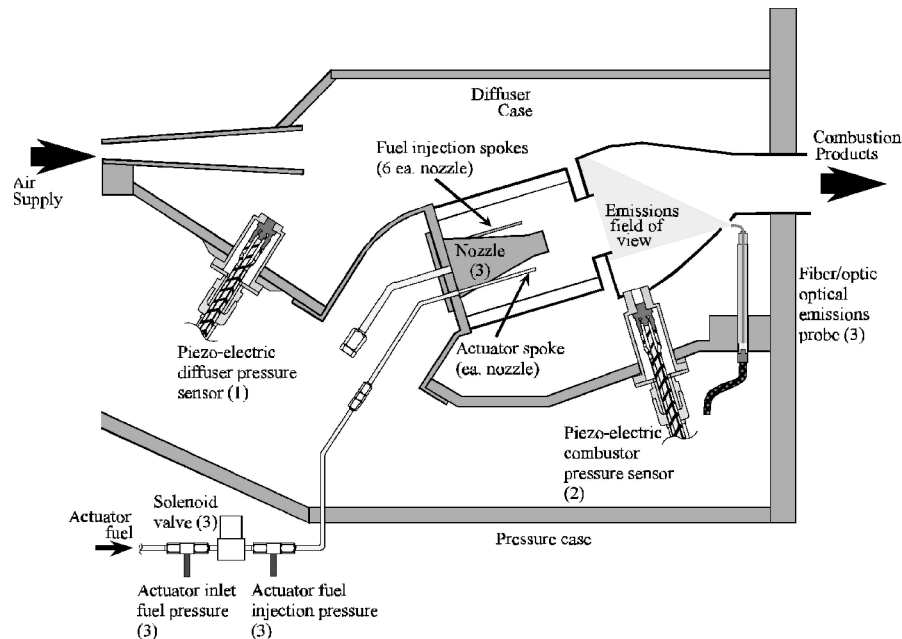 Diffuser
Case
Air
Supply
Fuel injection spokes
(6 ea. nozzle)
Combustion
Products
Emissions
field of
view
Nozzle
(3)
Fiber/optic
optical
emissions
probe (3)
Piezo-electric
diffuser pressure
sensor (1)
Actuator spoke
(ea. nozzle)
Piezo-electric
combustor
pressure sensor
(2)
Solenoid
valve (3)
Actuator
fuel
Pressure case
Actuator inlet
fuel pressure
(3)
Actuator fuel
injection pressure
(3)